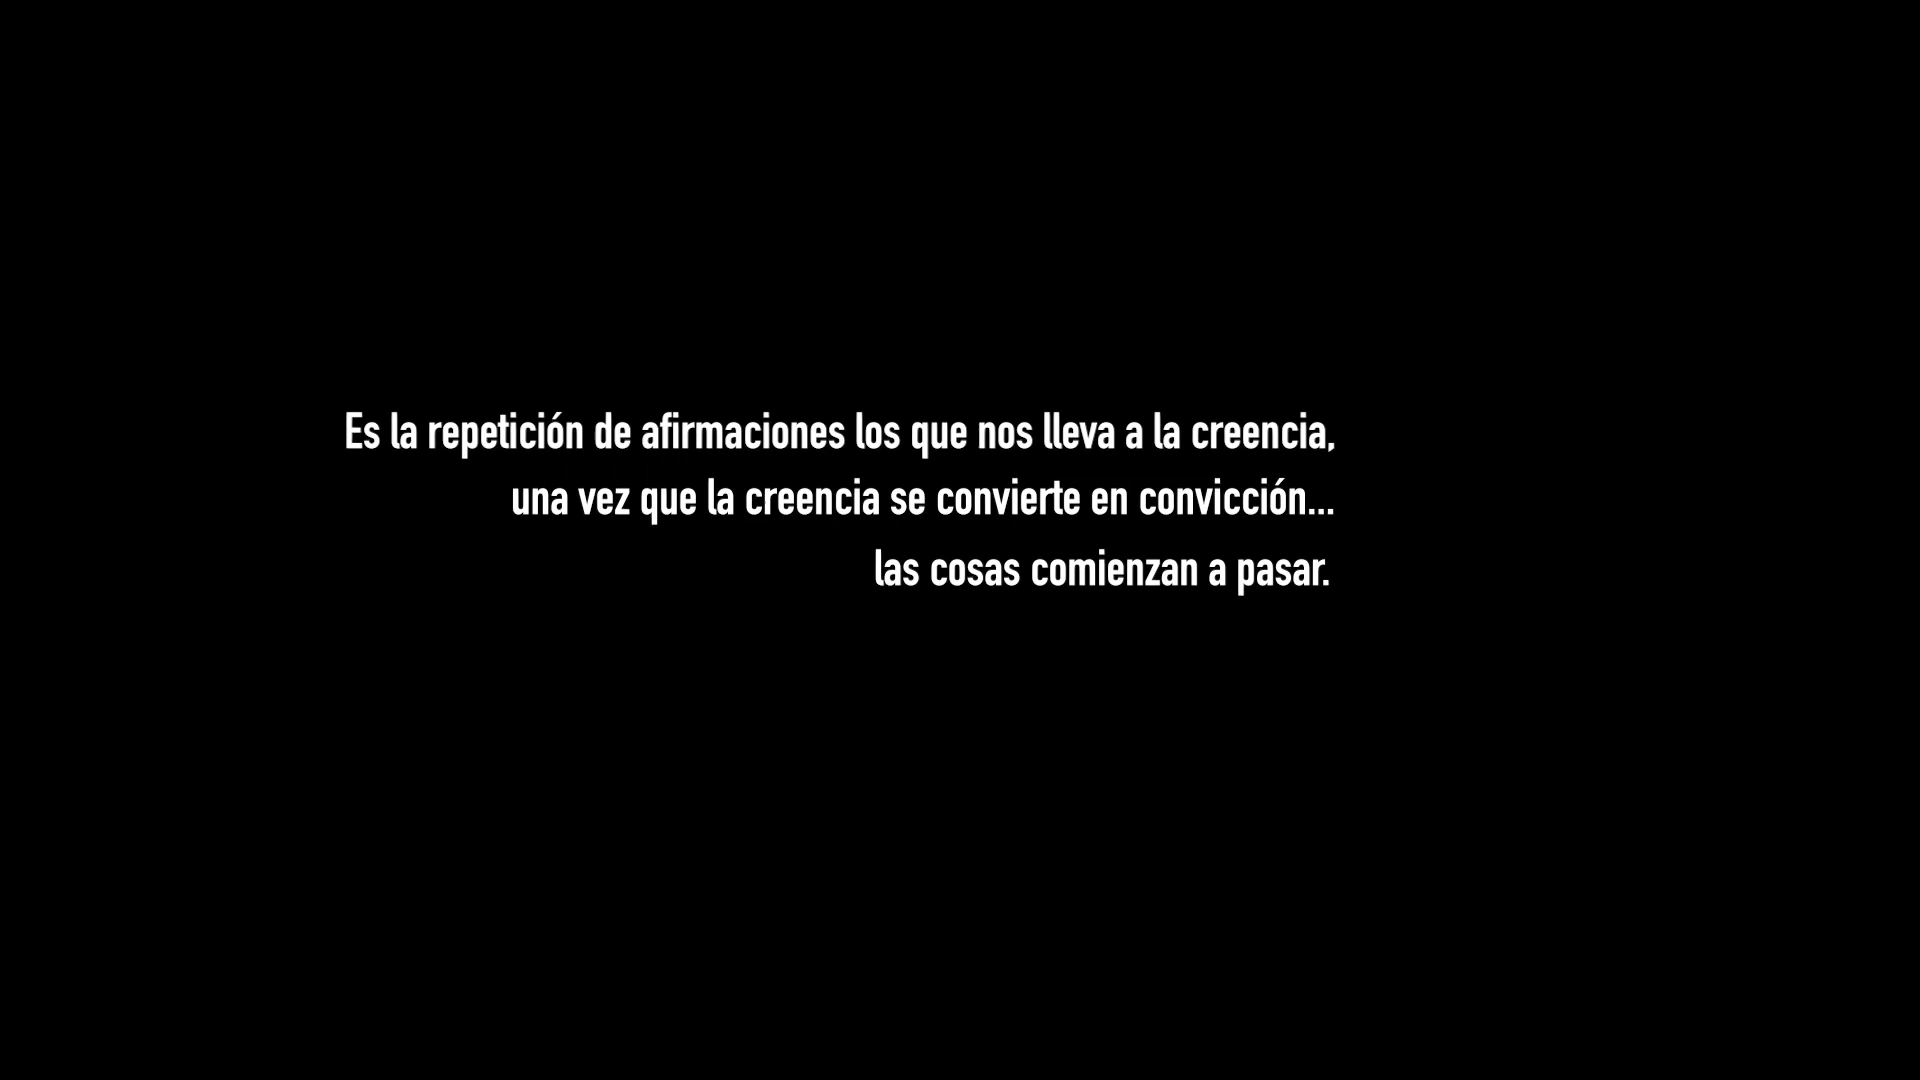 Es la repetición de afirmaciones los que nos lleva a la creencia,
una vez que la creencia se convierte en convicción...
las cosas comienzan a pasar.